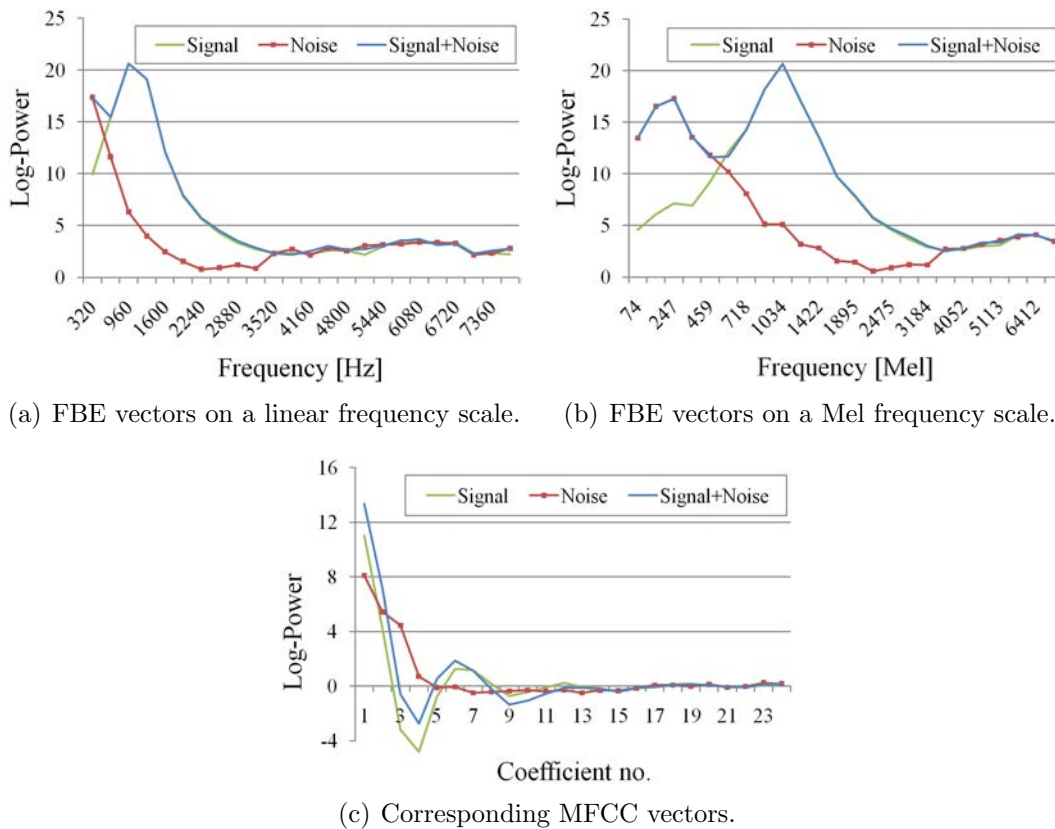 25
20
15
10
5
0
Log-Power
Signal Noise Signal+Noise
320 960 1600 2240 2880 3520 4160 4800 5440 6080 6720 7360
Frequency [Hz]
(a) FBE vectors on a linear frequency scale.
25
20
15
10
5
0
Log-Power
Signal Noise Signal+Noise
74 247 459 718 1034 1422 1895 2475 3184 4052 5113 6412
Frequency [Mel]
(b) FBE vectors on a Mel frequency scale.
16
12
8
4
0
-4
Log-Power
Signal Noise Signal+Noise
1 3 5 7 9 11 13 15 17 19 21 23
Coefficient no.
(c) Corresponding MFCC vectors.